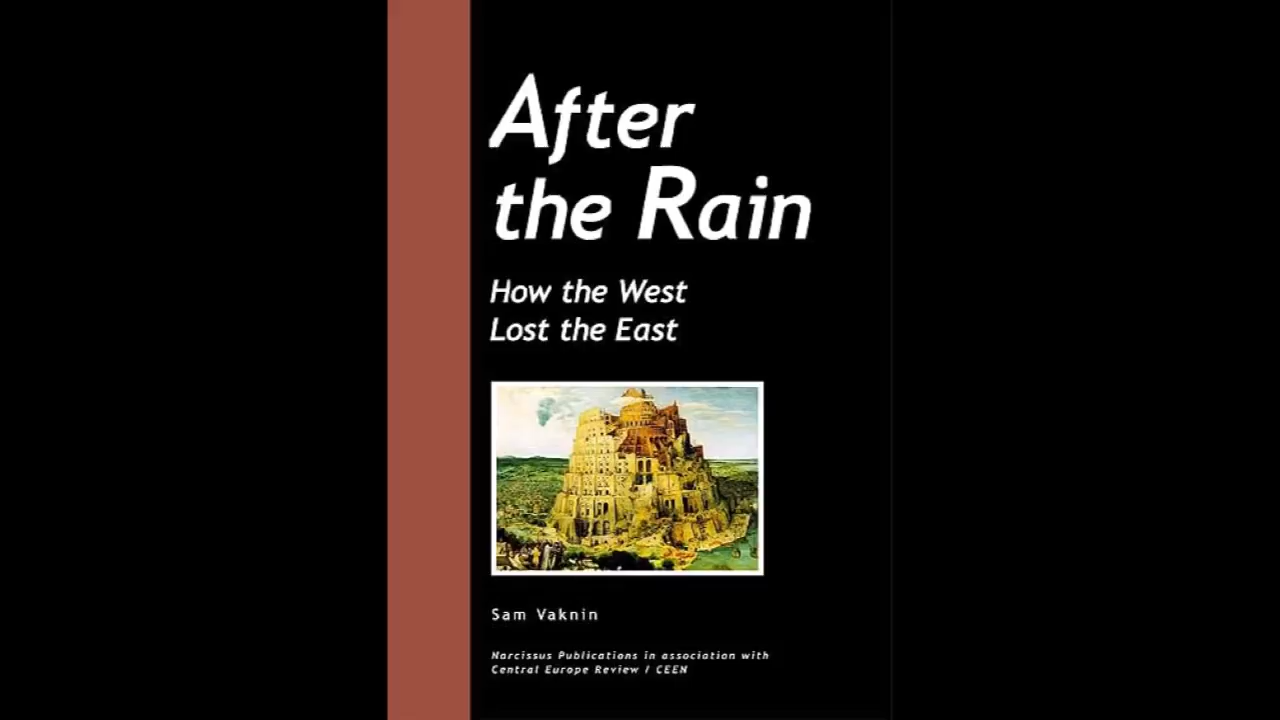 After
the Rain
How the West
Lost the East
Sam Vaknin
Narcissus Publications in association with
Central Europe Review / CEEN